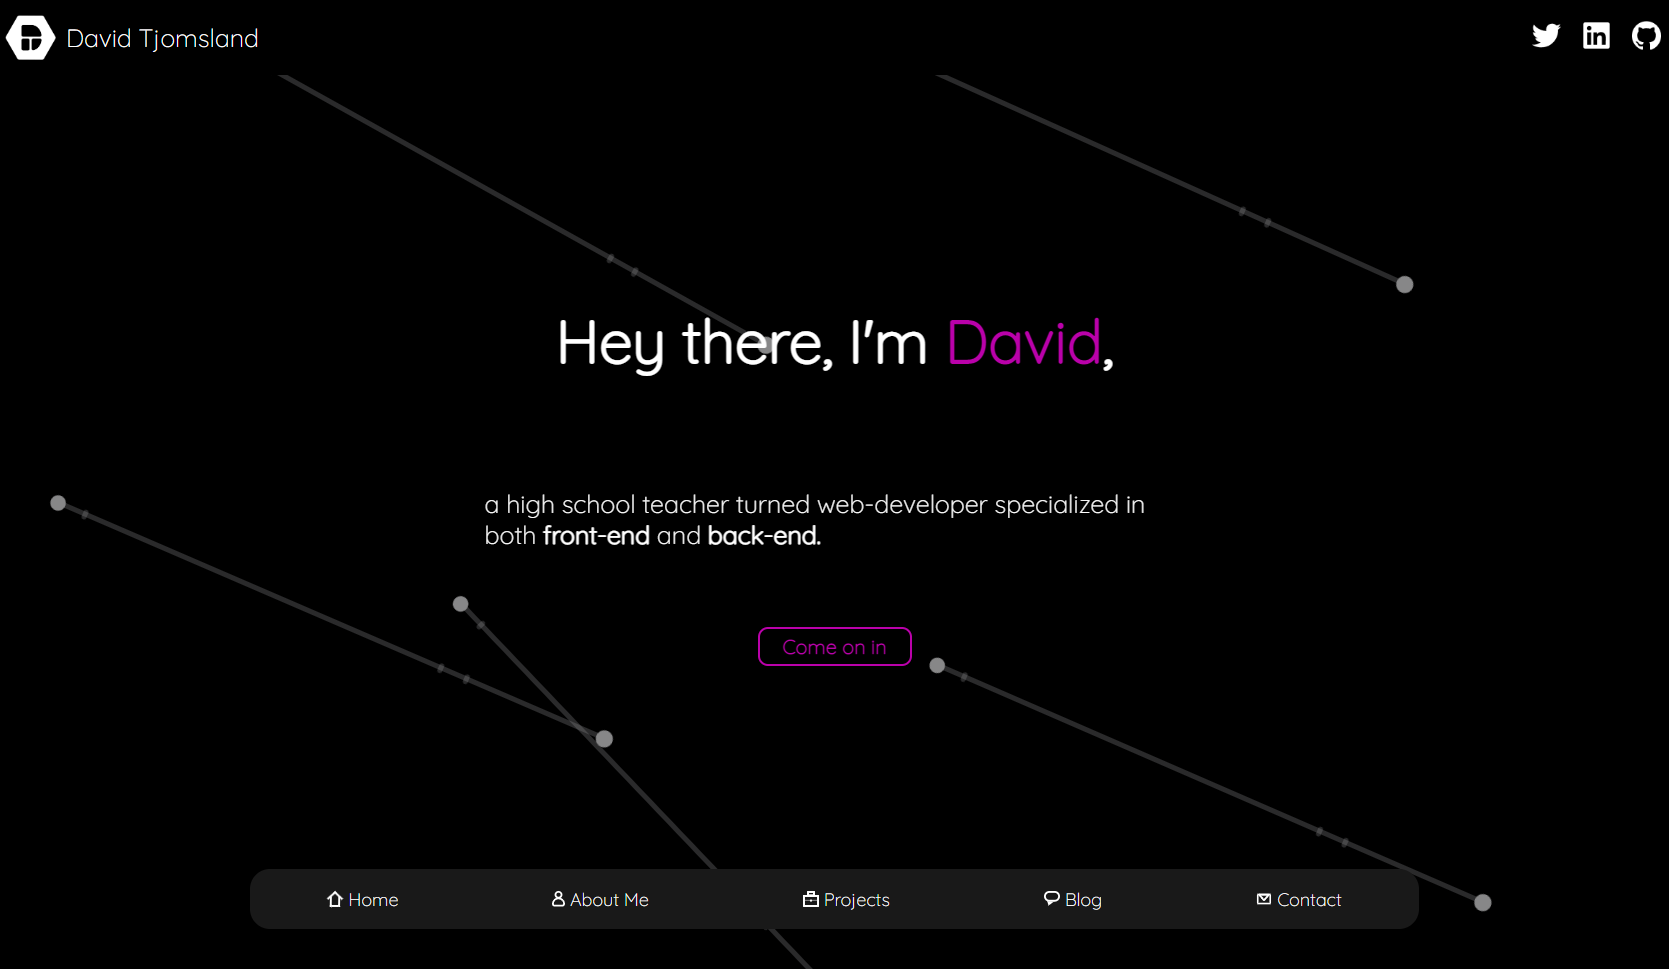 David Tjomsland
Hey there, I'm David,
a high school teacher turned web-developer specialized in
both front-end and back-end.
Come on in
Home About Me Projects Blog Contact